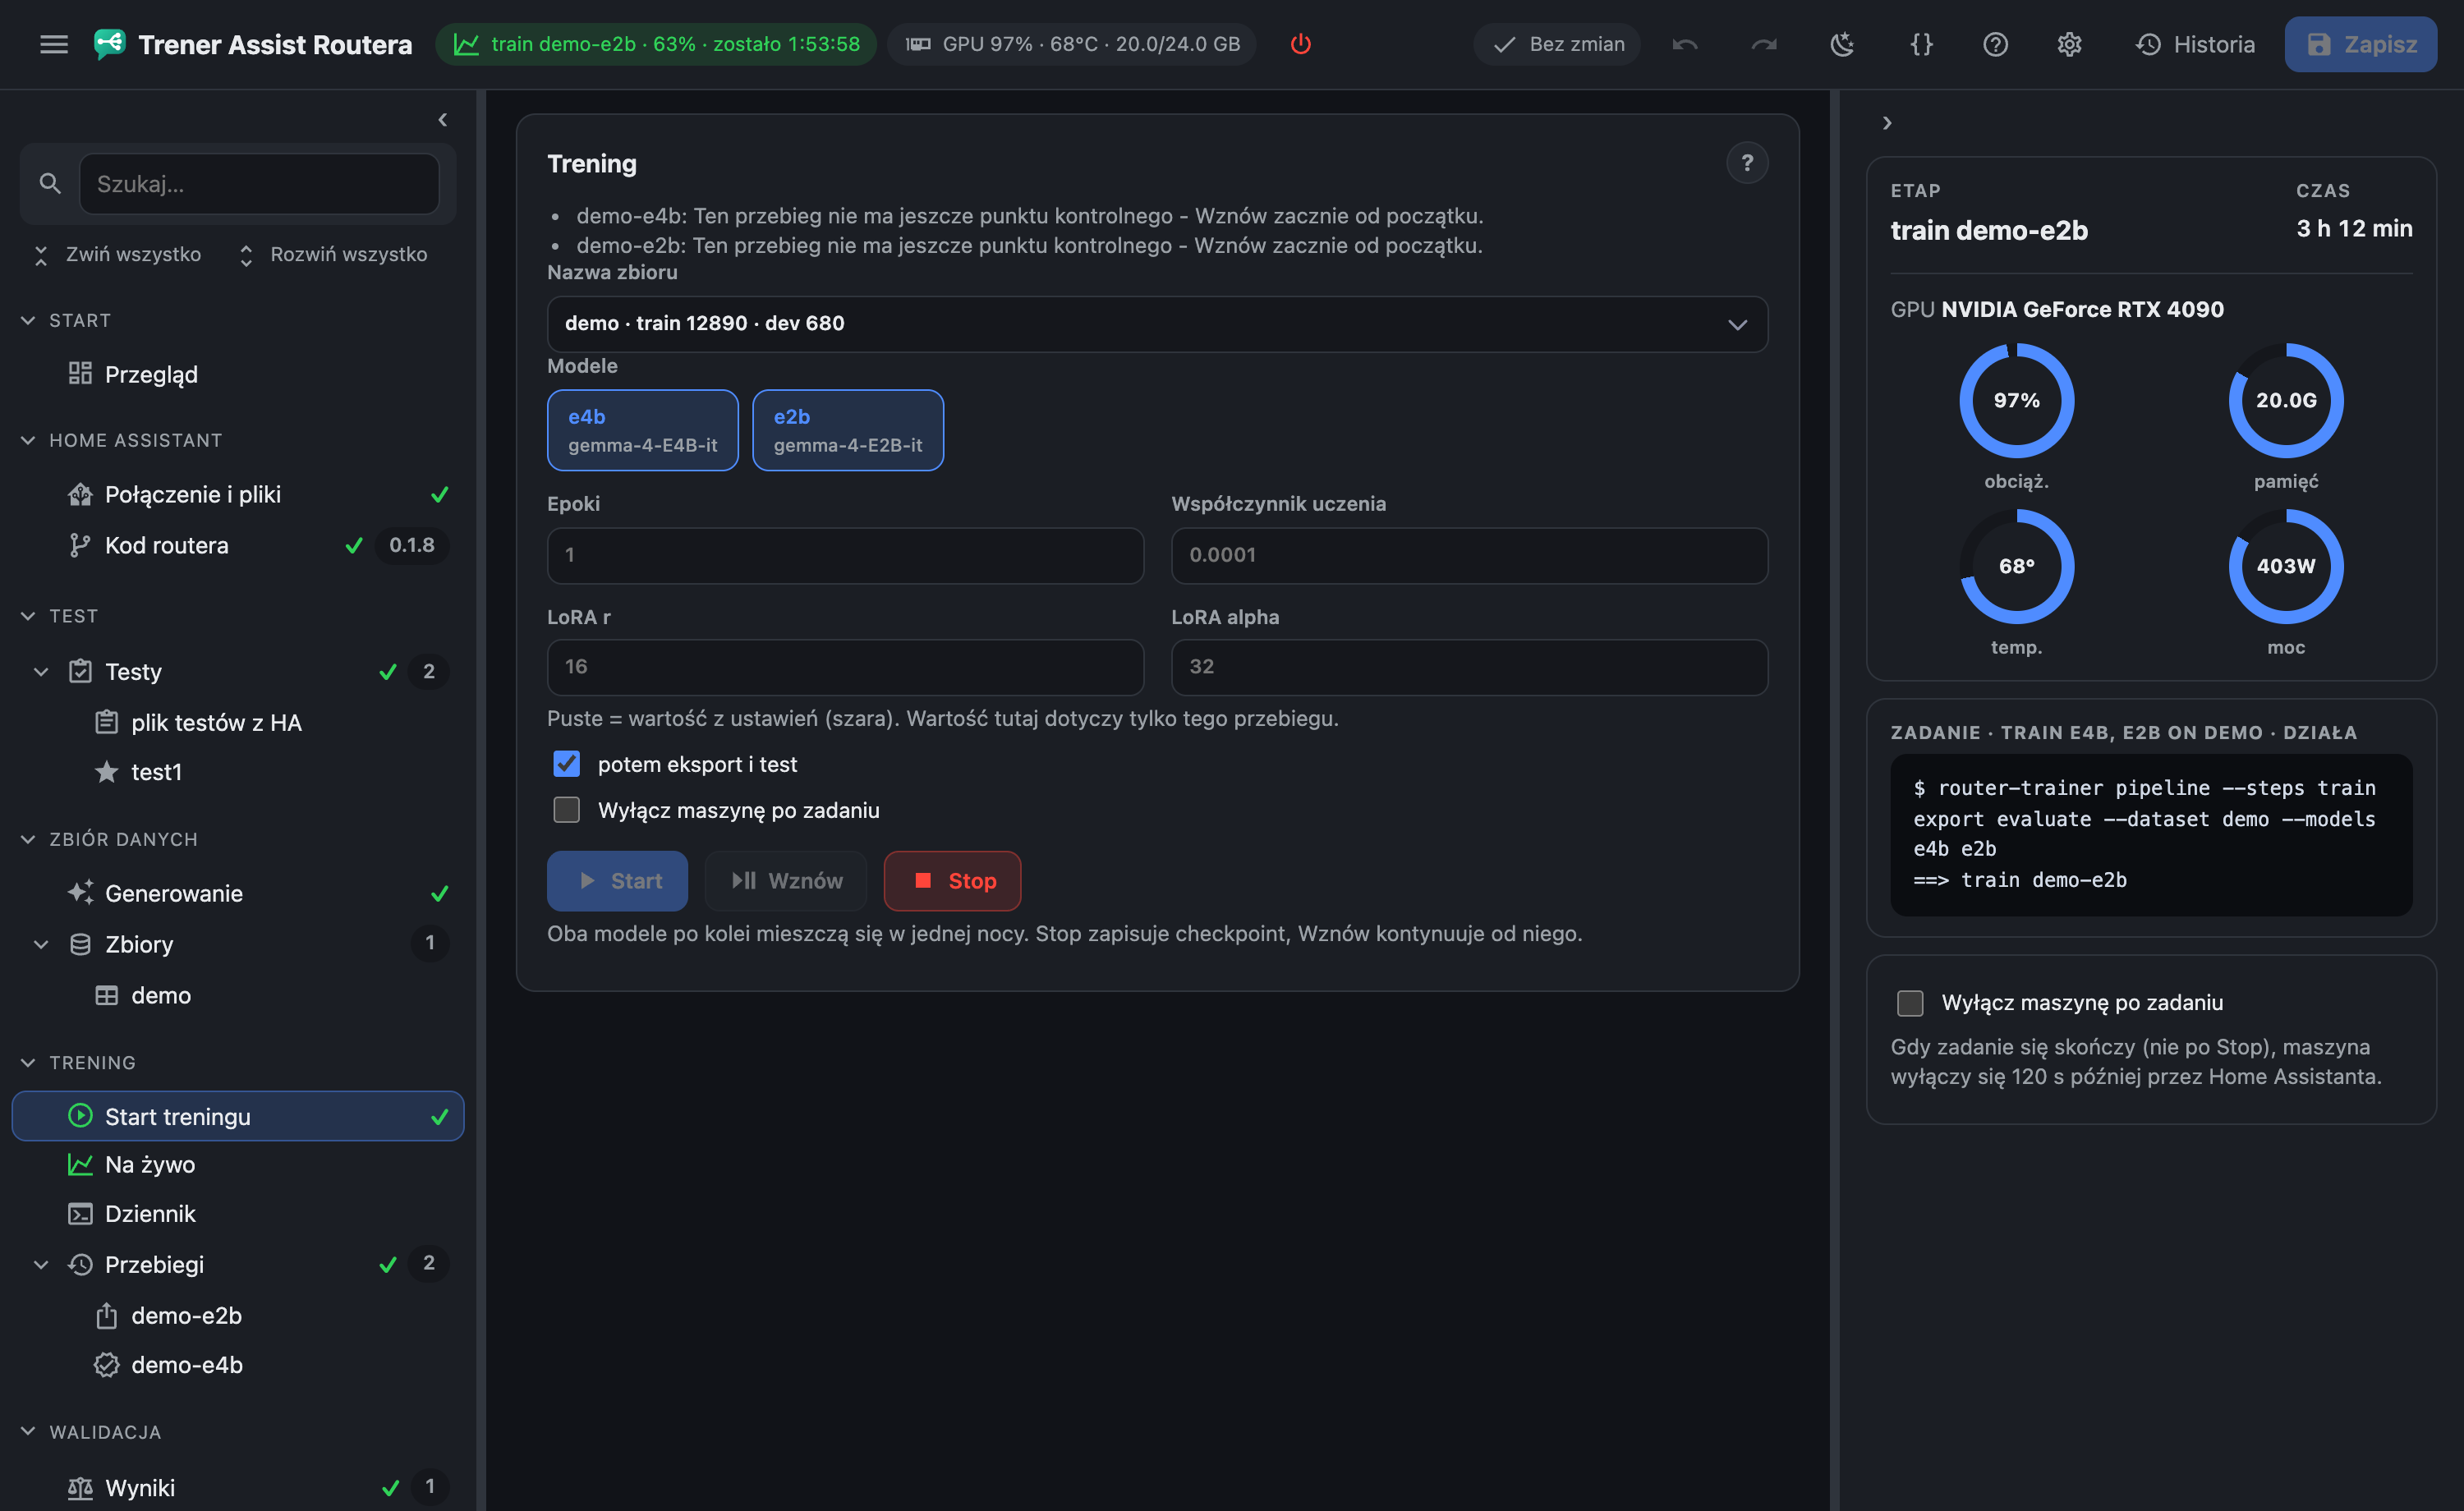 Trener Assist Routera
train demo-e2b · 63% · zostało 1:53:58
GPU 97% · 68°C · 20.0/24.0 GB
Bez zmian
{}
Historia
Zapisz
Szukaj...
Zwiń wszystko
Rozwiń wszystko
START
Przegląd
HOME ASSISTANT
Połączenie i pliki
Kod routera
0.1.8
TEST
Testy
2
plik testów z HA
test1
ZBIÓR DANYCH
Generowanie
Zbiory
1
demo
TRENING
Start treningu
Na żywo
Dziennik
Przebiegi
2
demo-e2b
demo-e4b
WALIDACJA
Wyniki
1
Trening
?
• demo-e4b: Ten przebieg nie ma jeszcze punktu kontrolnego - Wznów zacznie od początku.
• demo-e2b: Ten przebieg nie ma jeszcze punktu kontrolnego - Wznów zacznie od początku.
Nazwa zbioru
demo · train 12890 · dev 680
Modele
e4b
gemma-4-E4B-it
e2b
gemma-4-E2B-it
Epoki
1
Współczynnik uczenia
0.0001
LoRA r
16
LoRA alpha
32
Puste = wartość z ustawień (szara). Wartość tutaj dotyczy tylko tego przebiegu.
potem eksport i test
Wyłącz maszynę po zadaniu
Start
Wznów
Stop
Oba modele po kolei mieszczą się w jednej nocy. Stop zapisuje checkpoint, Wznów kontynuuje od niego.
ETAP
train demo-e2b
CZAS
3 h 12 min
GPU NVIDIA GeForce RTX 4090
97%
obciąż.
20.0G
pamięć
68°
temp.
403W
moc
ZADANIE · TRAIN E4B, E2B ON DEMO · DZIAŁA
$ router-trainer pipeline --steps train
export evaluate --dataset demo --models
e4b e2b
==> train demo-e2b
Wyłącz maszynę po zadaniu
Gdy zadanie się skończy (nie po Stop), maszyna
wyłączy się 120 s później przez Home Assistanta.